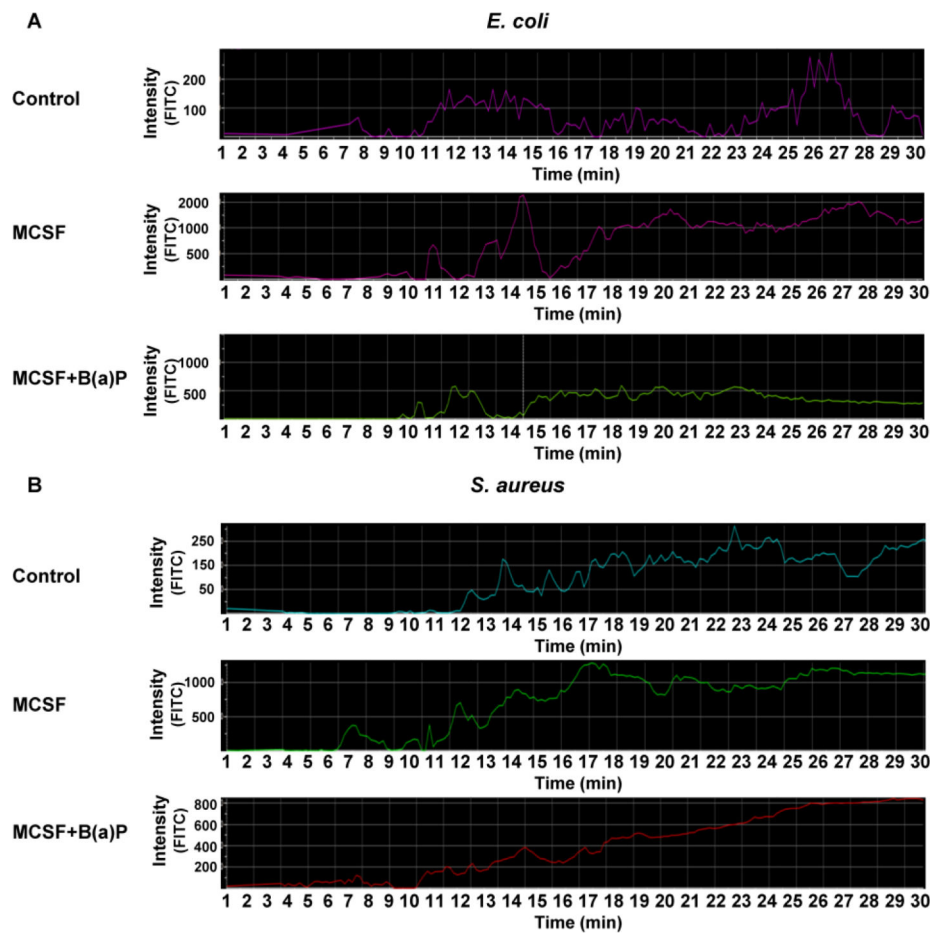 A
E. coli
Control
Intensity
(FITC)
200
100
1 2 3 4 5 6 7 8 9 10 11 12 13 14 15 16 17 18 19 20 21 22 23 24 25 26 27 28 29 30
Time (min)
MCSF
Intensity
(FITC)
2000
1000
500
1 2 3 4 5 6 7 8 9 10 11 12 13 14 15 16 17 18 19 20 21 22 23 24 25 26 27 28 29 30
Time (min)
MCSF+B(a)P
Intensity
(FITC)
1000
500
1 2 3 4 5 6 7 8 9 10 11 12 13 14 15 16 17 18 19 20 21 22 23 24 25 26 27 28 29 30
Time (min)
B
S. aureus
Control
Intensity
(FITC)
250
150
50
1 2 3 4 5 6 7 8 9 10 11 12 13 14 15 16 17 18 19 20 21 22 23 24 25 26 27 28 29 30
Time (min)
MCSF
Intensity
(FITC)
1000
500
1 2 3 4 5 6 7 8 9 10 11 12 13 14 15 16 17 18 19 20 21 22 23 24 25 26 27 28 29 30
Time (min)
MCSF+B(a)P
Intensity
(FITC)
800
600
400
200
1 2 3 4 5 6 7 8 9 10 11 12 13 14 15 16 17 18 19 20 21 22 23 24 25 26 27 28 29 30
Time (min)